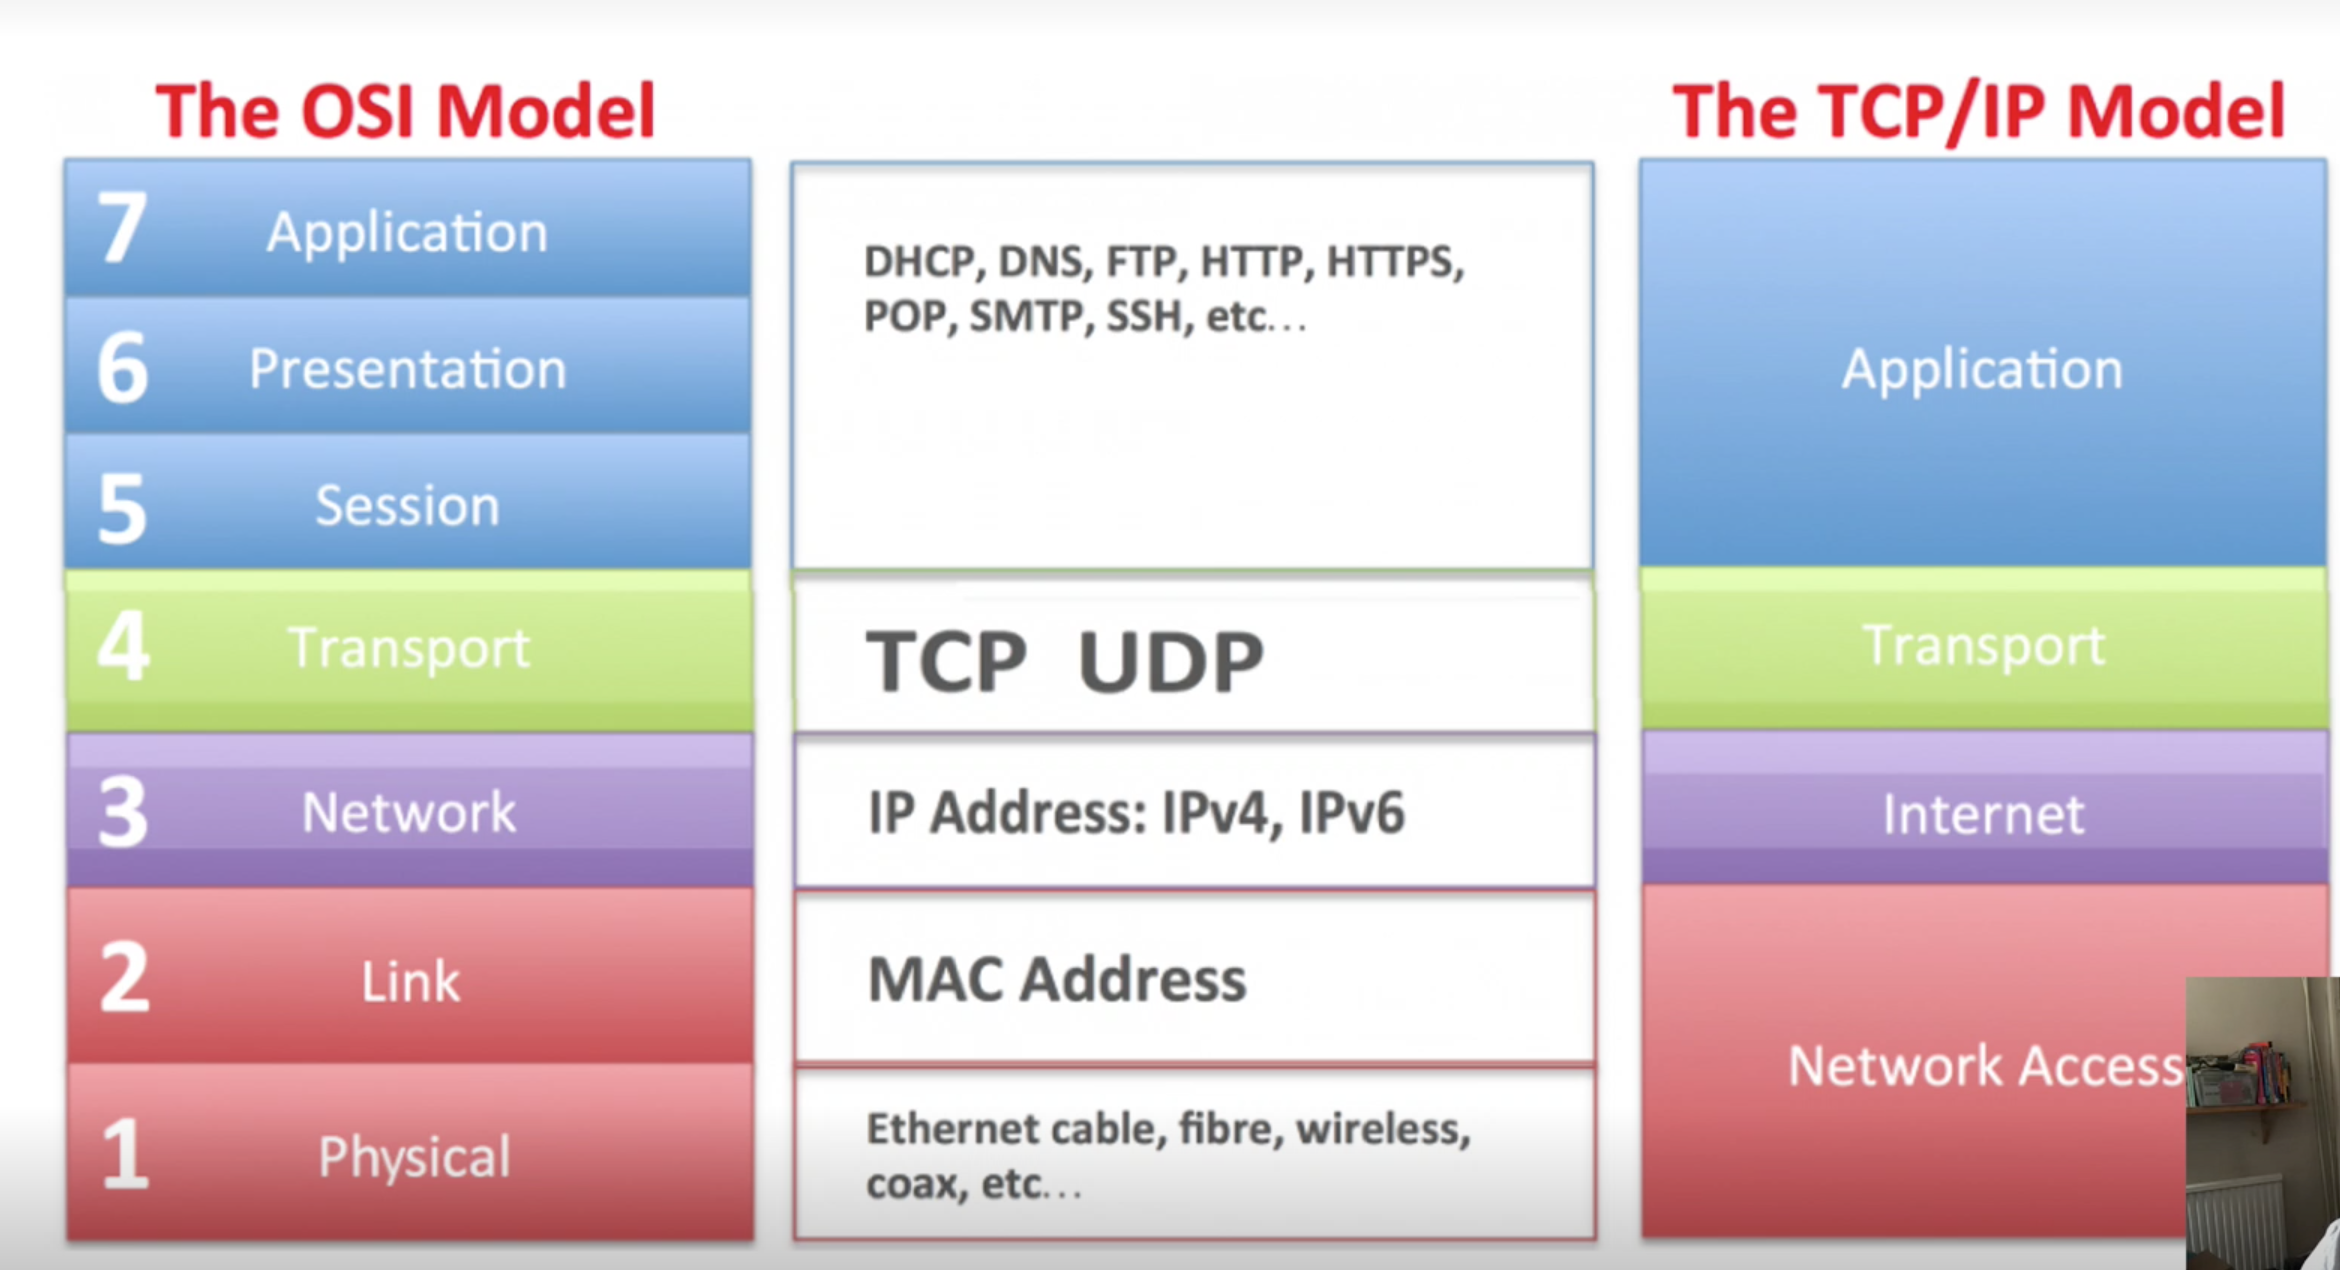 The OSI Model
7 Application
6 Presentation
5 Session
4 Transport
3 Network
2 Link
1 Physical
DHCP, DNS, FTP, HTTP, HTTPS,
POP, SMTP, SSH, etc...
TCP UDP
IP Address: IPv4, IPv6
MAC Address
Ethernet cable, fibre, wireless,
coax, etc...
The TCP/IP Model
Application
Transport
Internet
Network Access